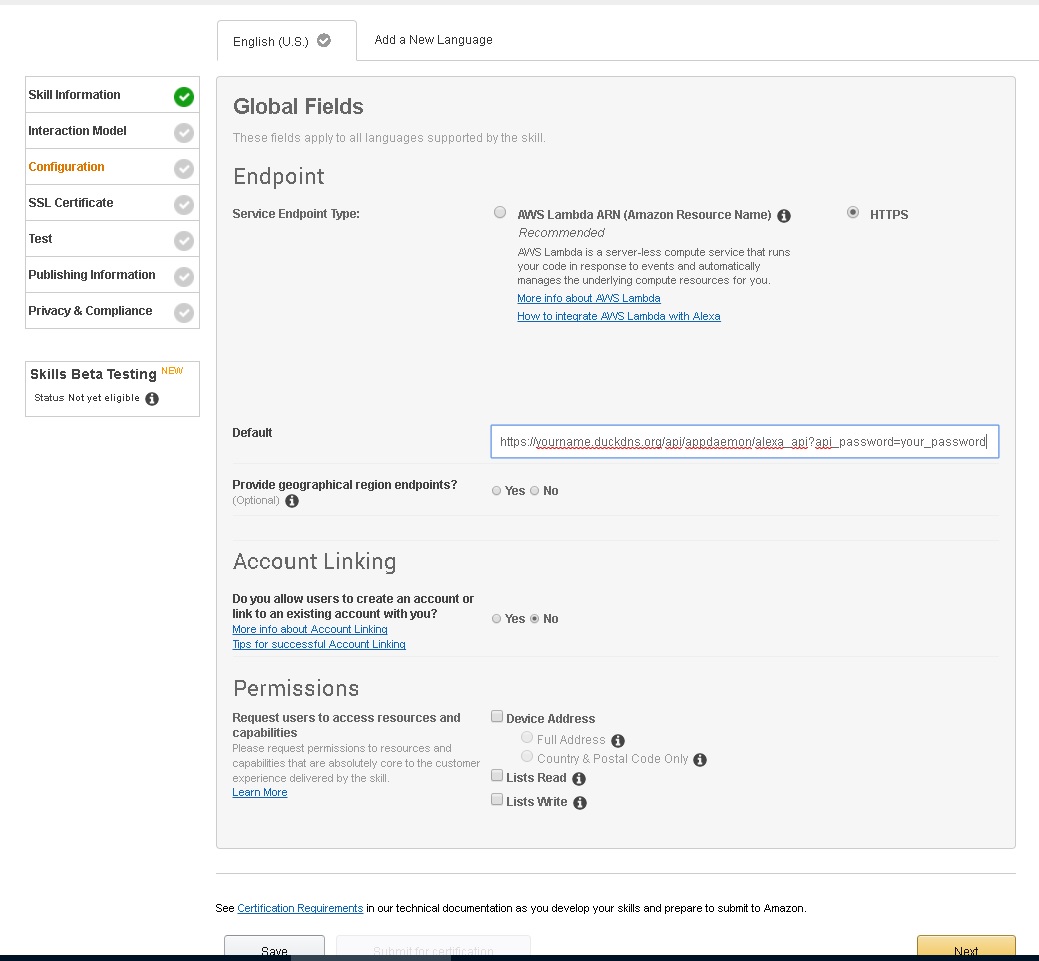 English (U.S.)
Add a New Language
Skill Information
Interaction Model
Configuration
SSL Certificate
Test
Publishing Information
Privacy & Compliance
Skills Beta Testing NEW
Status: Not yet eligible
Global Fields
These fields apply to all languages supported by the skill.
Endpoint
Service Endpoint Type:
AWS Lambda ARN (Amazon Resource Name)
HTTPS
Recommended
AWS Lambda is a server-less compute service that runs
your code in response to events and automatically
manages the underlying compute resources for you.
More info about AWS Lambda
How to integrate AWS Lambda with Alexa
Default
https://yourname.duckdns.org/api/appdaemon/alexa_api?api_password=your_password
Provide geographical region endpoints?
(Optional)
Yes No
Account Linking
Do you allow users to create an account or
link to an existing account with you?
Yes No
More info about Account Linking
Tips for successful Account Linking
Permissions
Request users to access resources and
capabilities
Please request permissions to resources and
capabilities that are absolutely core to the customer
experience delivered by the skill.
Learn More
Device Address
Full Address
Country & Postal Code Only
Lists Read
Lists Write
See Certification Requirements in our technical documentation as you develop your skills and prepare to submit to Amazon.
Save
Submit for certification
Next